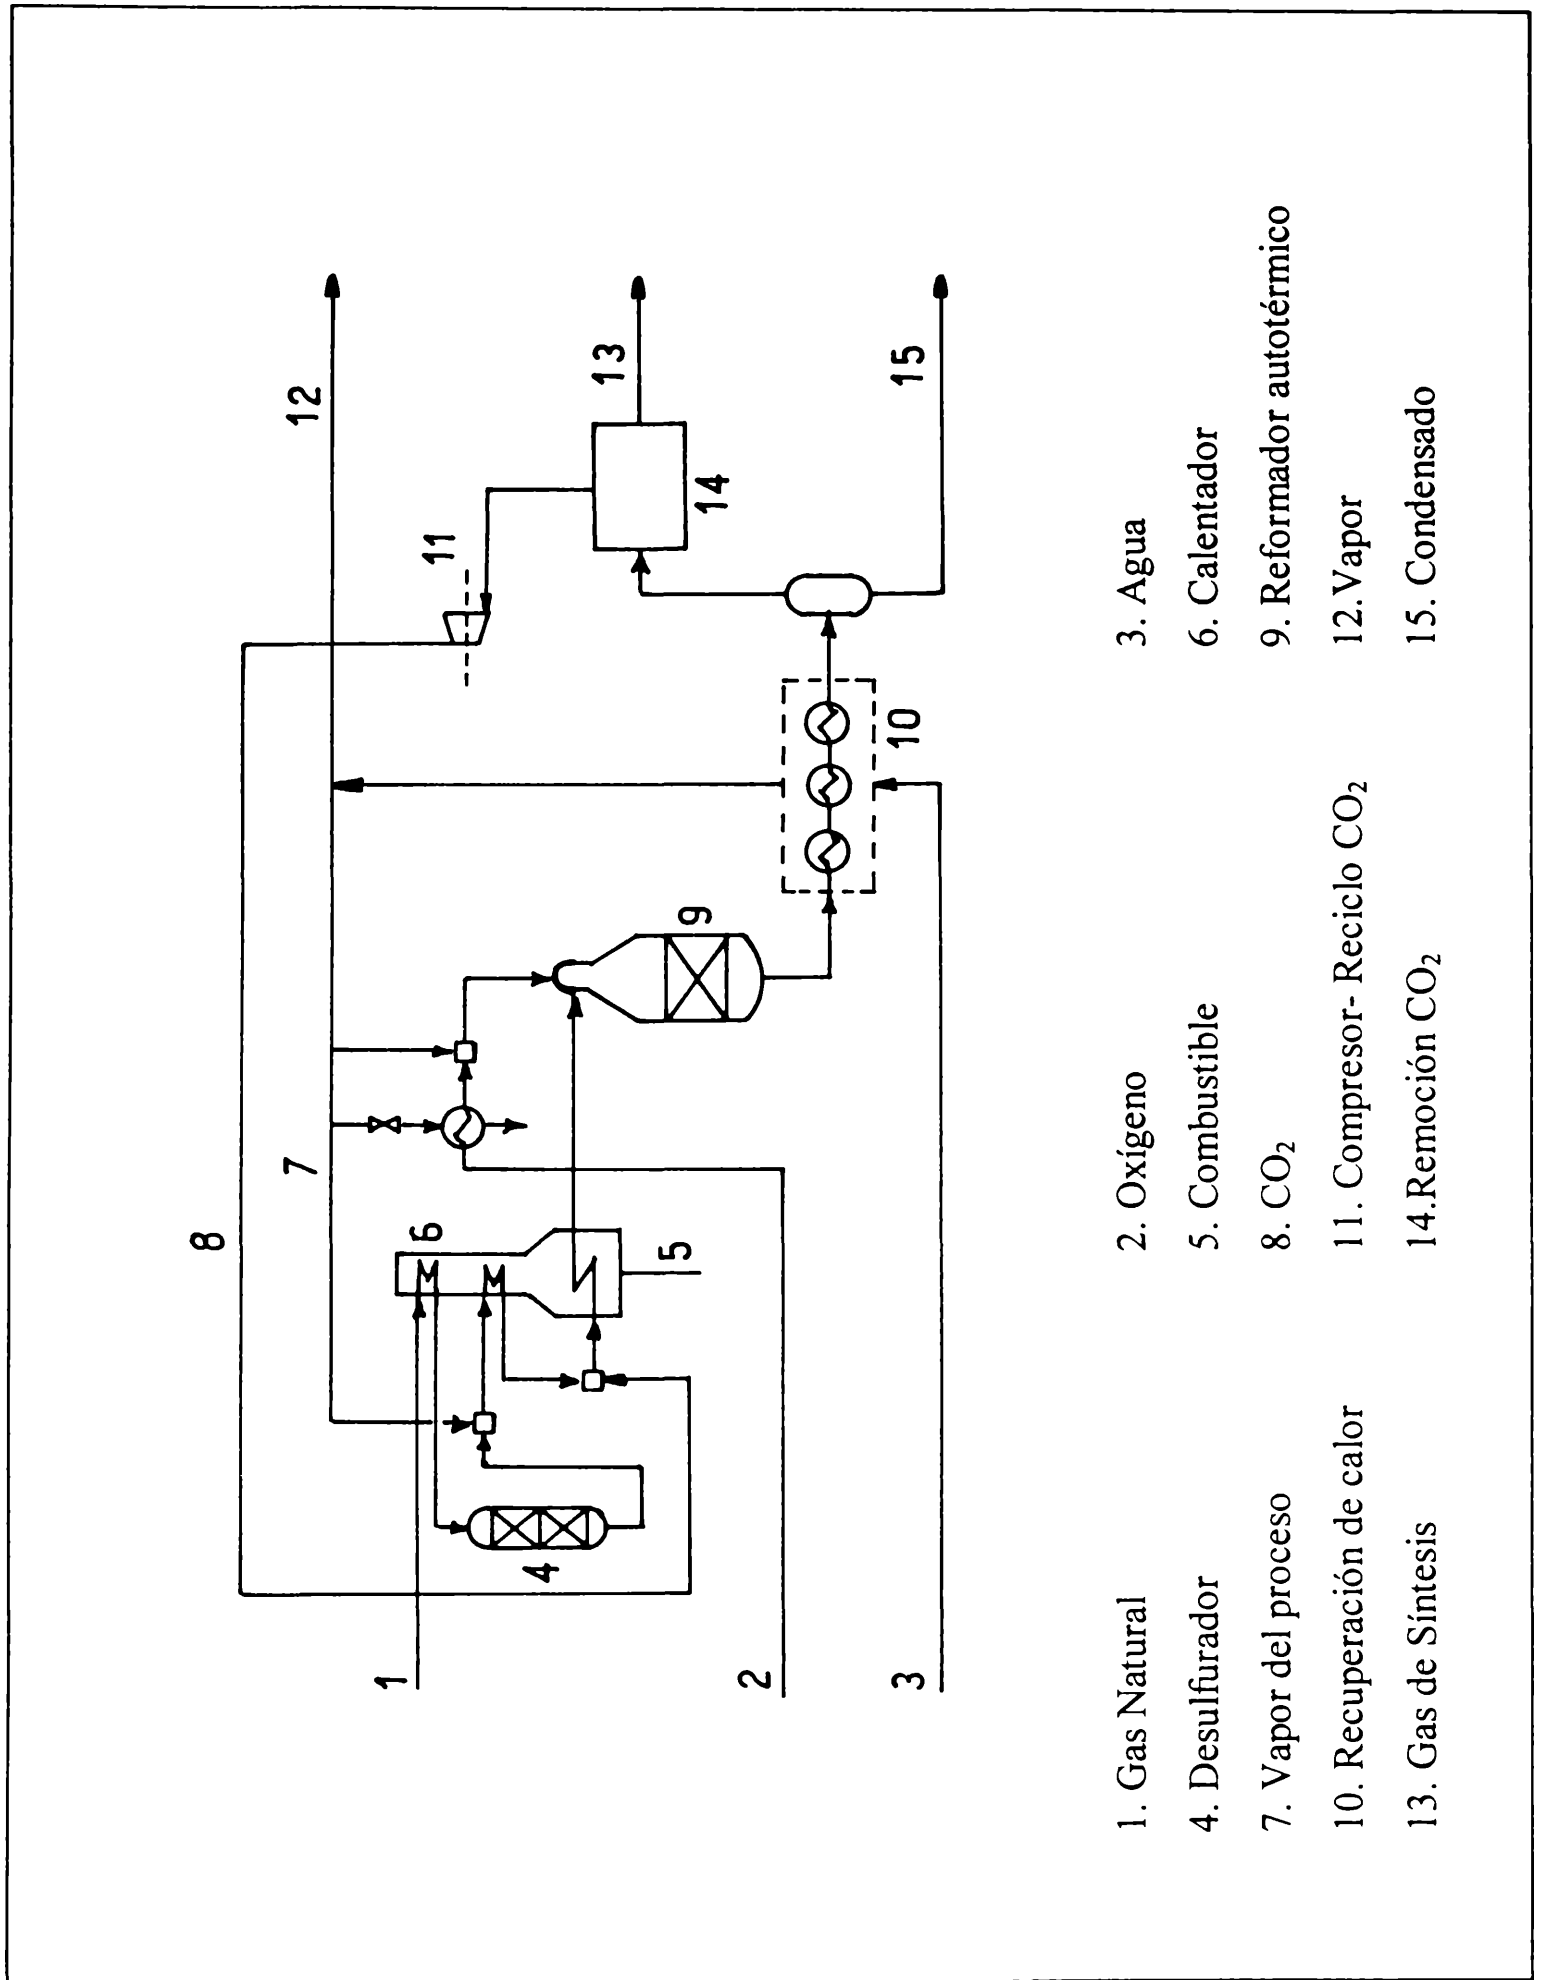 8
12
7
11
6
13
1
9
4
14
5
2
10
15
3
1. Gas Natural
2. Oxígeno
3. Agua
4. Desulfurador
5. Combustible
6. Calentador
7. Vapor del proceso
8. CO₂
9. Reformador autotérmico
10. Recuperación de calor
11. Compresor- Reciclo CO₂
12. Vapor
13. Gas de Síntesis
14.Remoción CO₂
15. Condensado